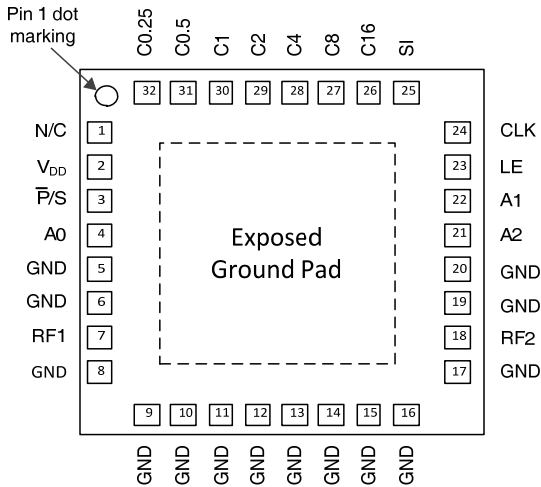 Pin 1 dot
marking
C0.25 C0.5 C1 C2 C4 C8 C16 SI
32 31 30 29 28 27 26 25
N/C 1 24 CLK
V_DD 2 23 LE
P̅/S 3 22 A1
A0 4 21 A2
GND 5 20 GND
GND 6 19 GND
RF1 7 18 RF2
GND 8 17 GND
Exposed
Ground Pad
9 10 11 12 13 14 15 16
GND GND GND GND GND GND GND GND